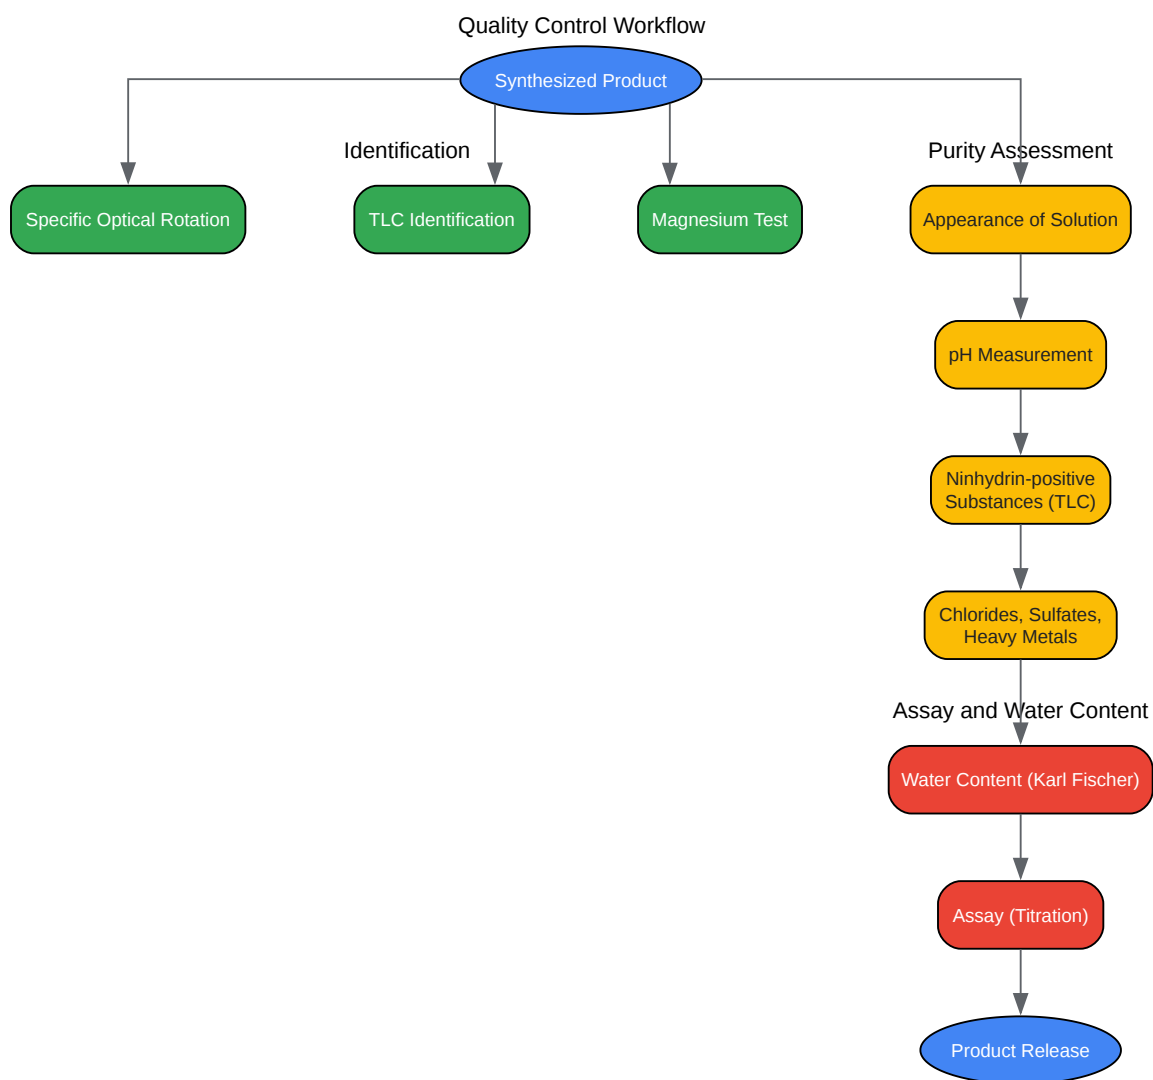 Quality Control Workflow
Synthesized Product
Identification
Purity Assessment
Specific Optical Rotation
TLC Identification
Magnesium Test
Appearance of Solution
pH Measurement
Ninhydrin-positive
Substances (TLC)
Chlorides, Sulfates,
Heavy Metals
Assay and Water Content
Water Content (Karl Fischer)
Assay (Titration)
Product Release